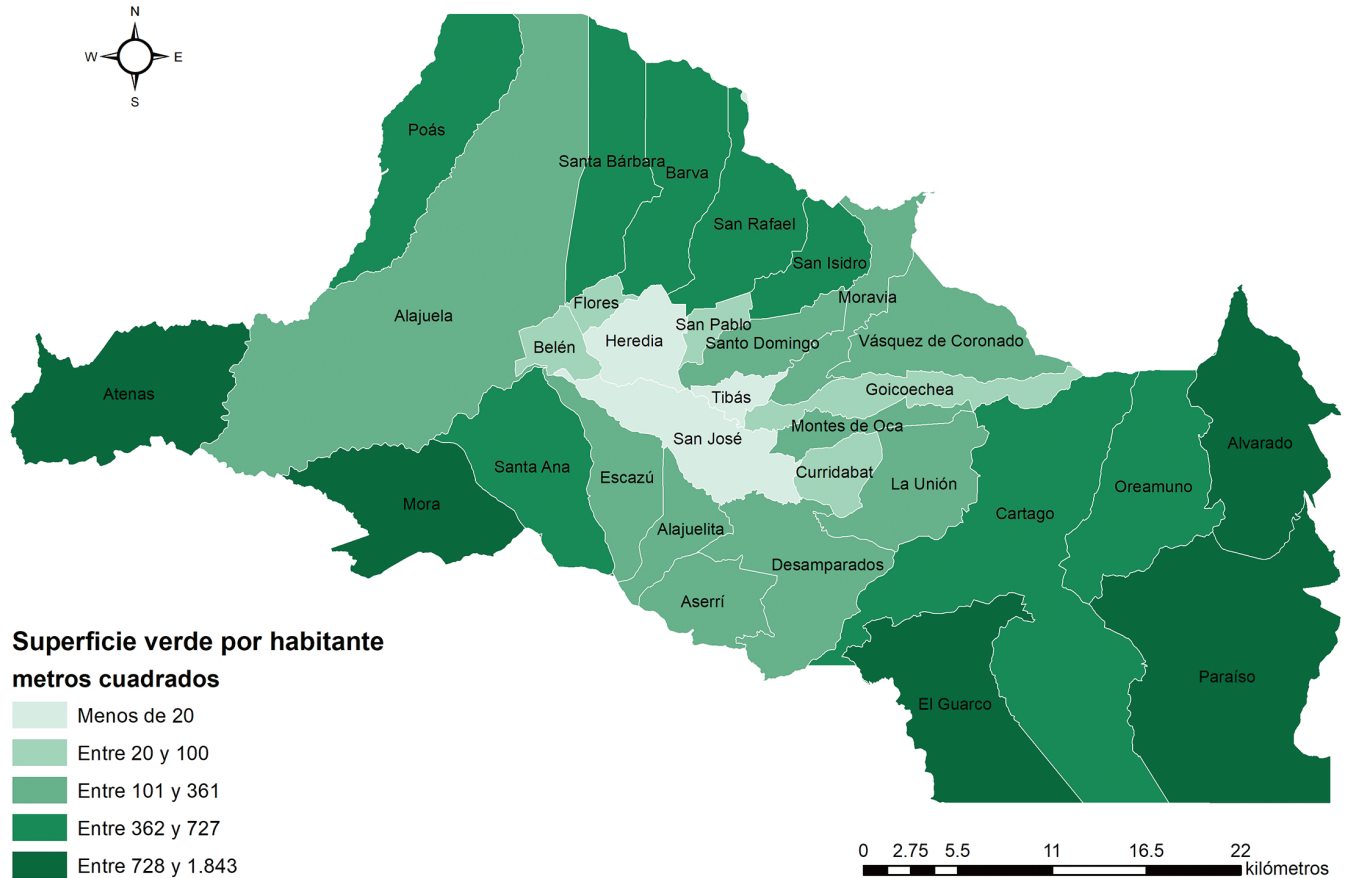 N
W E
S
Poás
Santa Bárbara
Barva
San Rafael
San Isidro
Moravia
Alajuela
Flores
San Pablo
Heredia
Santo Domingo
Vásquez de Coronado
Belén
Atenas
Tibás
Goicoechea
San José
Montes de Oca
Alvarado
Santa Ana
Escazú
Curridabat
La Unión
Oreamuno
Mora
Cartago
Alajuelita
Desamparados
Aserrí
Paraíso
El Guarco
Superficie verde por habitante
metros cuadrados
Menos de 20
Entre 20 y 100
Entre 101 y 361
Entre 362 y 727
Entre 728 y 1.843
0 2.75 5.5 11 16.5 22
kilómetros